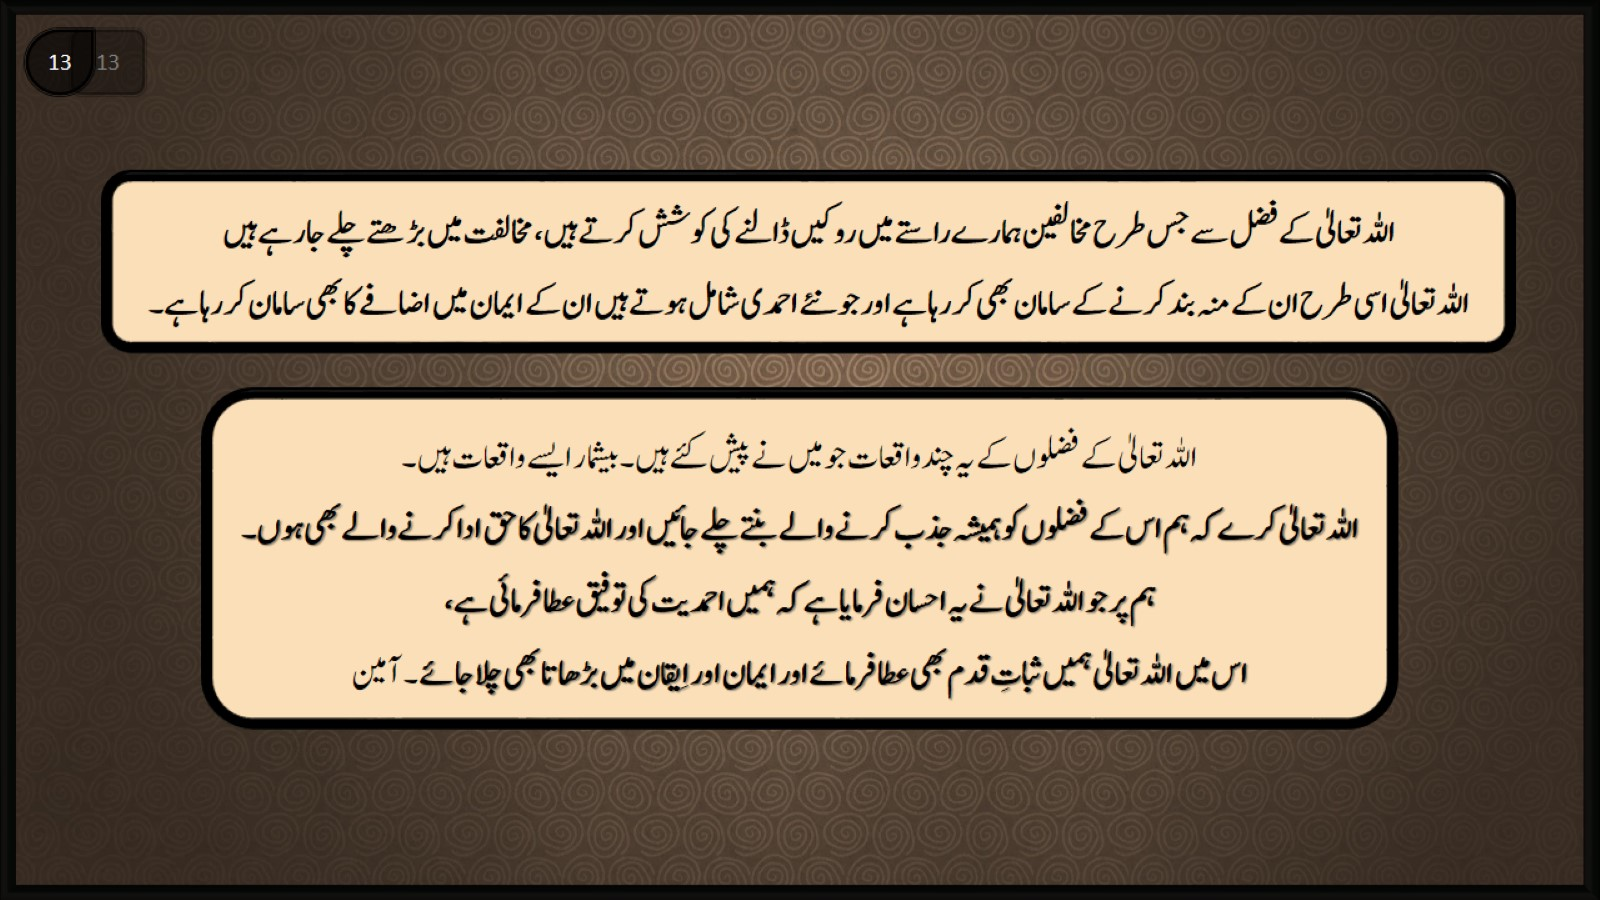 13 13
اللہ تعالیٰ کے فضل سے جس طرح مخالفین ہمارے راستے میں روکیں ڈالنے کی کوشش کرتے ہیں، مخالفت میں بڑھتے چلے جارہے ہیں
اللہ تعالیٰ اسی طرح ان کے منہ بند کرنے کے سامان بھی کر رہا ہے اور جو نئے احمدی شامل ہوتے ہیں ان کے ایمان میں اضافے کا بھی سامان کر رہا ہے۔
اللہ تعالیٰ کے فضلوں کے یہ چند واقعات جو میں نے پیش کئے ہیں۔ بیشمار ایسے واقعات ہیں۔
اللہ تعالیٰ کرے کہ ہم اس کے فضلوں کو ہمیشہ جذب کرنے والے بنتے چلے جائیں اور اللہ تعالیٰ کا حق ادا کرنے والے بھی ہوں۔
ہم پر جو اللہ تعالیٰ نے یہ احسان فرمایا ہے کہ ہمیں احمدیت کی توفیق عطا فرمائی ہے،
اس میں اللہ تعالیٰ ہمیں ثباتِ قدم بھی عطا فرمائے اور ایمان اور اِیقان میں بڑھاتا بھی چلا جائے۔ آمین